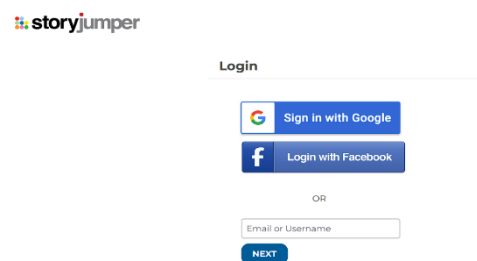 storyjumper
Login
Sign in with Google
Login with Facebook
OR
Email or Username
NEXT